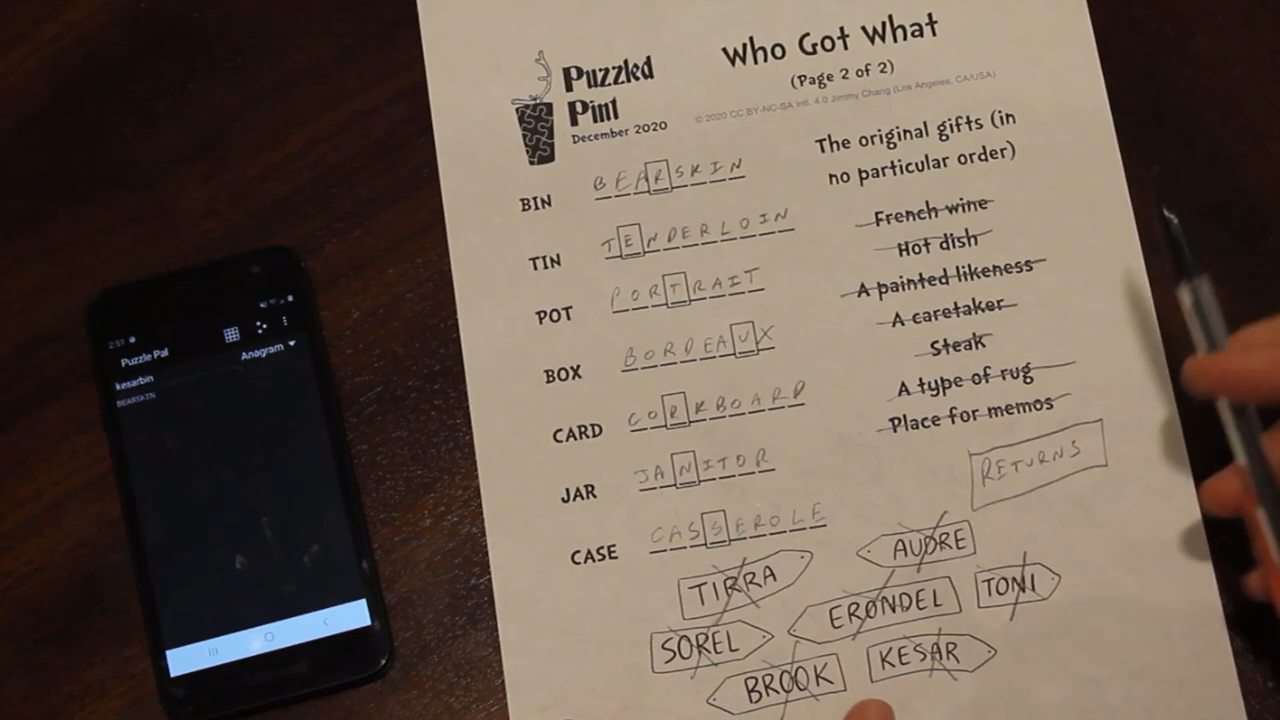 Puzzled
Pint
December 2020
Who Got What
(Page 2 of 2)
© 2020 CC BY-NC-SA Intl. 4.0 Jimmy Chang (Los Angeles, CA/USA)
The original gifts (in
no particular order)
French wine
Hot dish
A painted likeness
A caretaker
Steak
A type of rug
Place for memos
RETURNS
BIN BEARSKIN
TIN TENDERLOIN
POT PORTRAIT
BOX BORDEAUX
CARD CORKBOARD
JAR JANITOR
CASE CASSEROLE
TIRRA
AUDRE
ERONDEL
TONI
SOREL
BROOK
KESAR
2:51
Puzzle Pal
Anagram
kesarbin
BEARSKIN